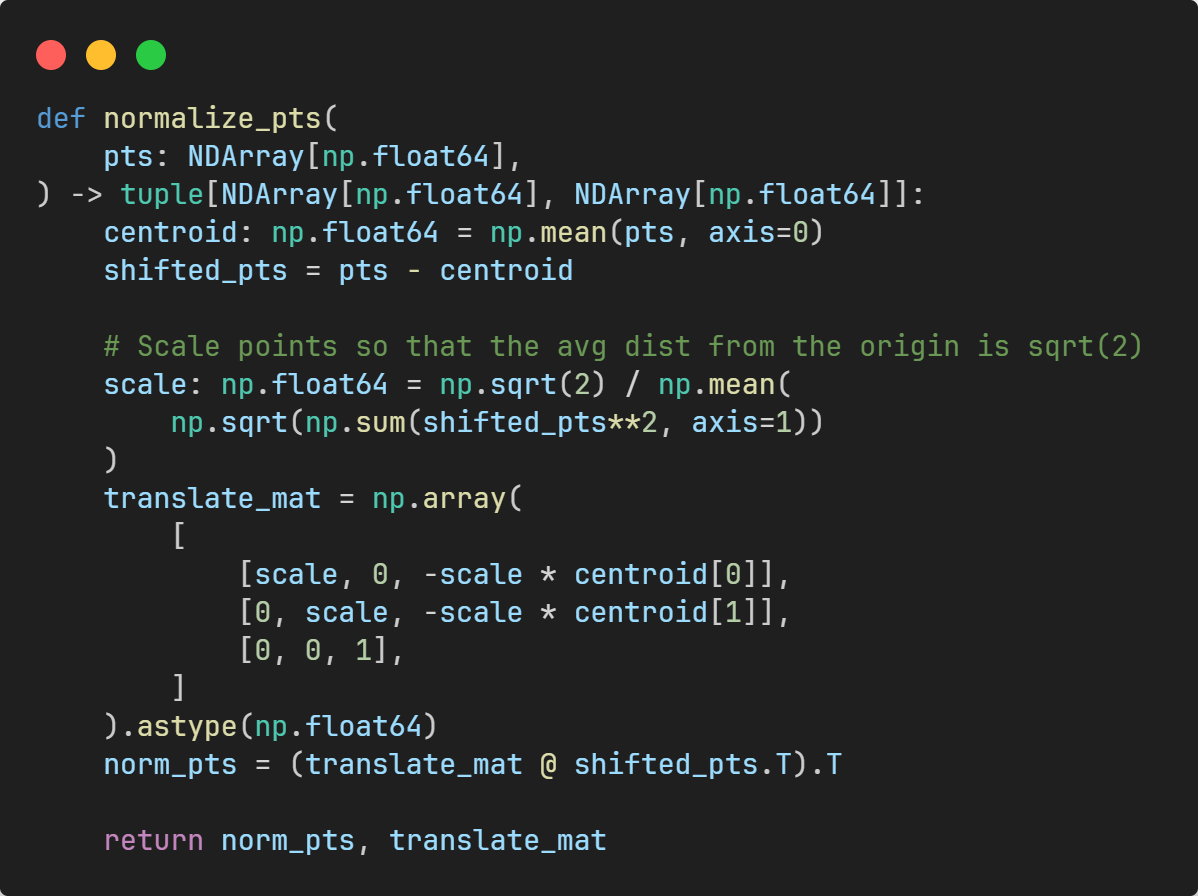 def normalize_pts(
    pts: NDArray[np.float64],
) -> tuple[NDArray[np.float64], NDArray[np.float64]]:
    centroid: np.float64 = np.mean(pts, axis=0)
    shifted_pts = pts - centroid

    # Scale points so that the avg dist from the origin is sqrt(2)
    scale: np.float64 = np.sqrt(2) / np.mean(
        np.sqrt(np.sum(shifted_pts**2, axis=1))
    )
    translate_mat = np.array(
        [
            [scale, 0, -scale * centroid[0]],
            [0, scale, -scale * centroid[1]],
            [0, 0, 1],
        ]
    ).astype(np.float64)
    norm_pts = (translate_mat @ shifted_pts.T).T

    return norm_pts, translate_mat